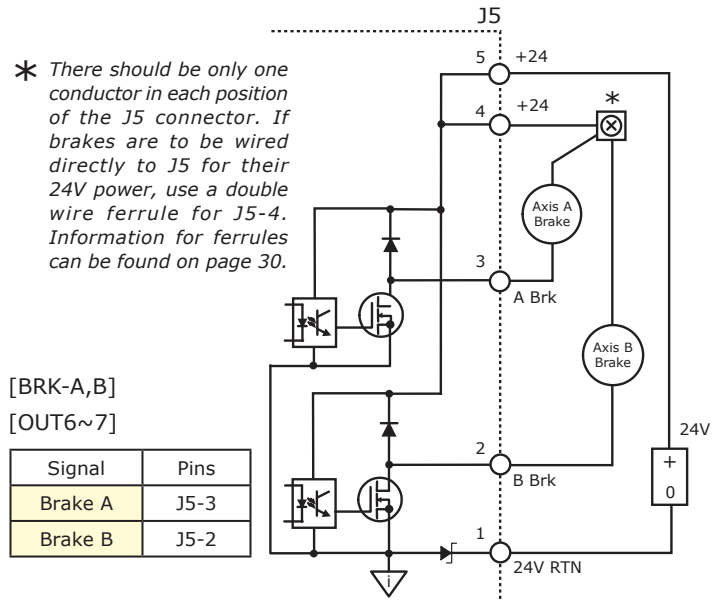 J5
5 +24
* There should be only one
conductor in each position
of the J5 connector. If
brakes are to be wired
directly to J5 for their
24V power, use a double
wire ferrule for J5-4.
Information for ferrules
can be found on page 30.
4 +24
*
Axis A
Brake
3
A Brk
Axis B
Brake
[BRK-A,B]
[OUT6~7]
Signal Pins
Brake A J5-3
Brake B J5-2
2
B Brk
24V
+
0
1
24V RTN
i